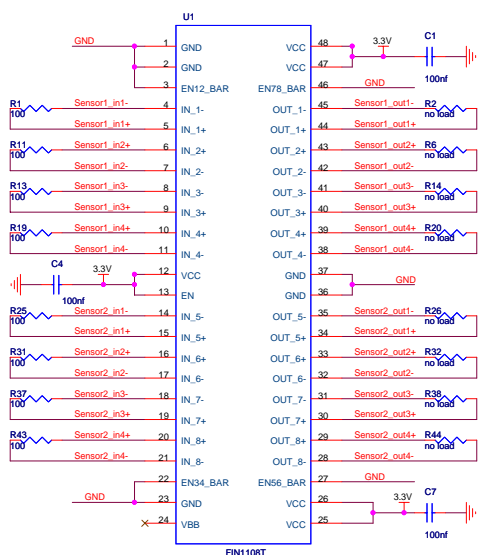 U1
GND 1 GND VCC 48 3.3V C1
2 GND VCC 47 100nf
3 EN12_BAR EN78_BAR 46 GND
R1 100 Sensor1_in1- 4 IN_1- OUT_1- 45 Sensor1_out1- R2 no load
Sensor1_in1+ 5 IN_1+ OUT_1+ 44 Sensor1_out1+
R11 100 Sensor1_in2+ 6 IN_2+ OUT_2+ 43 Sensor1_out2+ R6 no load
Sensor1_in2- 7 IN_2- OUT_2- 42 Sensor1_out2-
R13 100 Sensor1_in3- 8 IN_3- OUT_3- 41 Sensor1_out3- R14 no load
Sensor1_in3+ 9 IN_3+ OUT_3+ 40 Sensor1_out3+
R19 100 Sensor1_in4+ 10 IN_4+ OUT_4+ 39 Sensor1_out4+ R20 no load
Sensor1_in4- 11 IN_4- OUT_4- 38 Sensor1_out4-
C4 3.3V 12 VCC GND 37 GND
100nf 13 EN GND 36
R25 100 Sensor2_in1- 14 IN_5- OUT_5- 35 Sensor2_out1- R26 no load
Sensor2_in1+ 15 IN_5+ OUT_5+ 34 Sensor2_out1+
R31 100 Sensor2_in2+ 16 IN_6+ OUT_6+ 33 Sensor2_out2+ R32 no load
Sensor2_in2- 17 IN_6- OUT_6- 32 Sensor2_out2-
R37 100 Sensor2_in3- 18 IN_7- OUT_7- 31 Sensor2_out3- R38 no load
Sensor2_in3+ 19 IN_7+ OUT_7+ 30 Sensor2_out3+
R43 100 Sensor2_in4+ 20 IN_8+ OUT_8+ 29 Sensor2_out4+ R44 no load
Sensor2_in4- 21 IN_8- OUT_8- 28 Sensor2_out4-
22 EN34_BAR EN56_BAR 27 GND
GND 23 GND VCC 26 3.3V C7
24 VBB VCC 25 100nf
FIN1108T